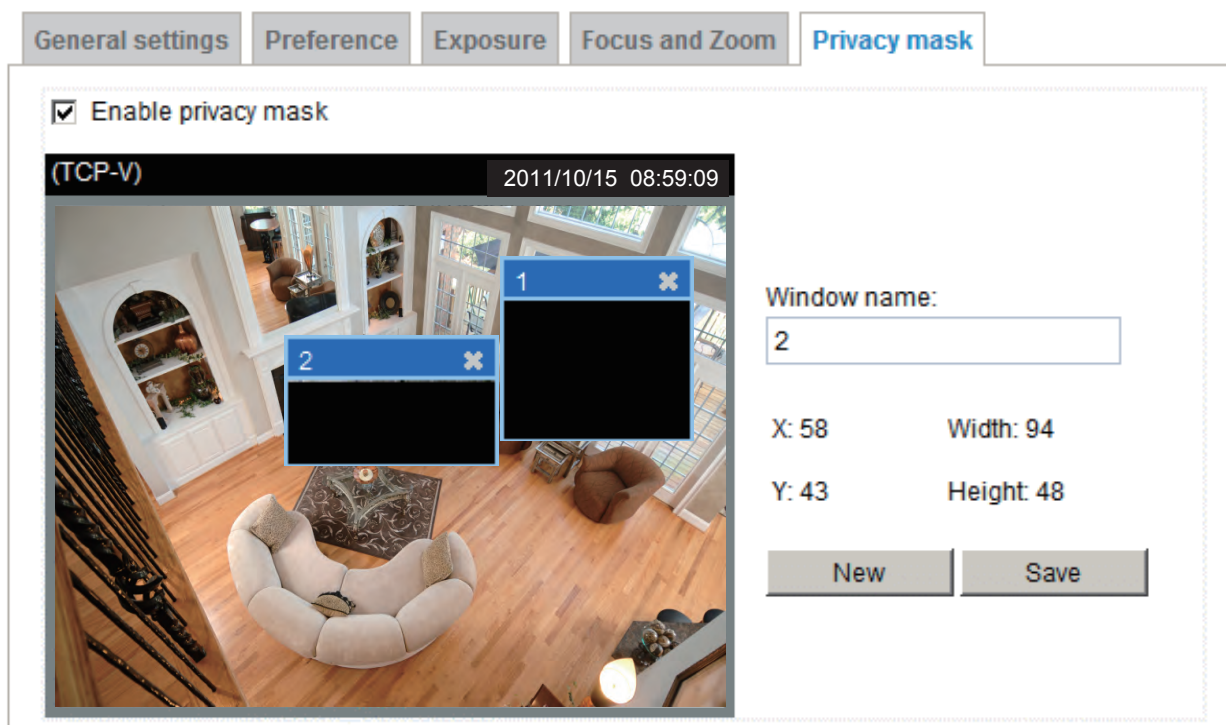 General settings Preference Exposure Focus and Zoom Privacy mask
Enable privacy mask
(TCP-V) 2011/10/15 08:59:09
1
2
Window name:
2
X: 58 Width: 94
Y: 43 Height: 48
New Save